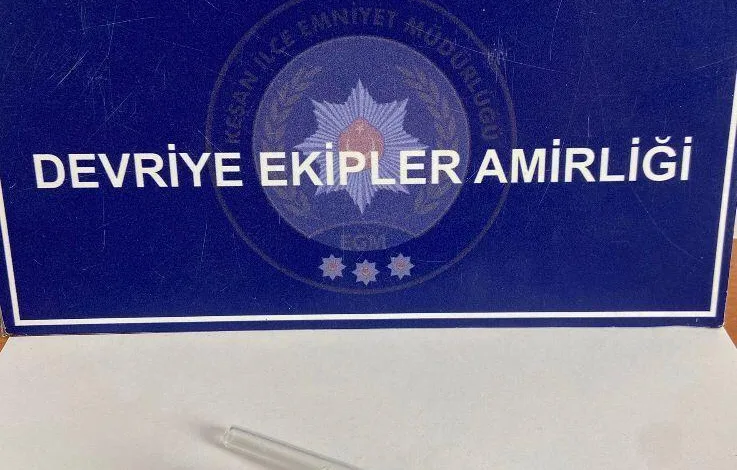 KEŞAN İLÇE EMNİYET MÜDÜRLÜĞÜ
DEVRİYE EKİPLER AMİRLİĞİ
EGM